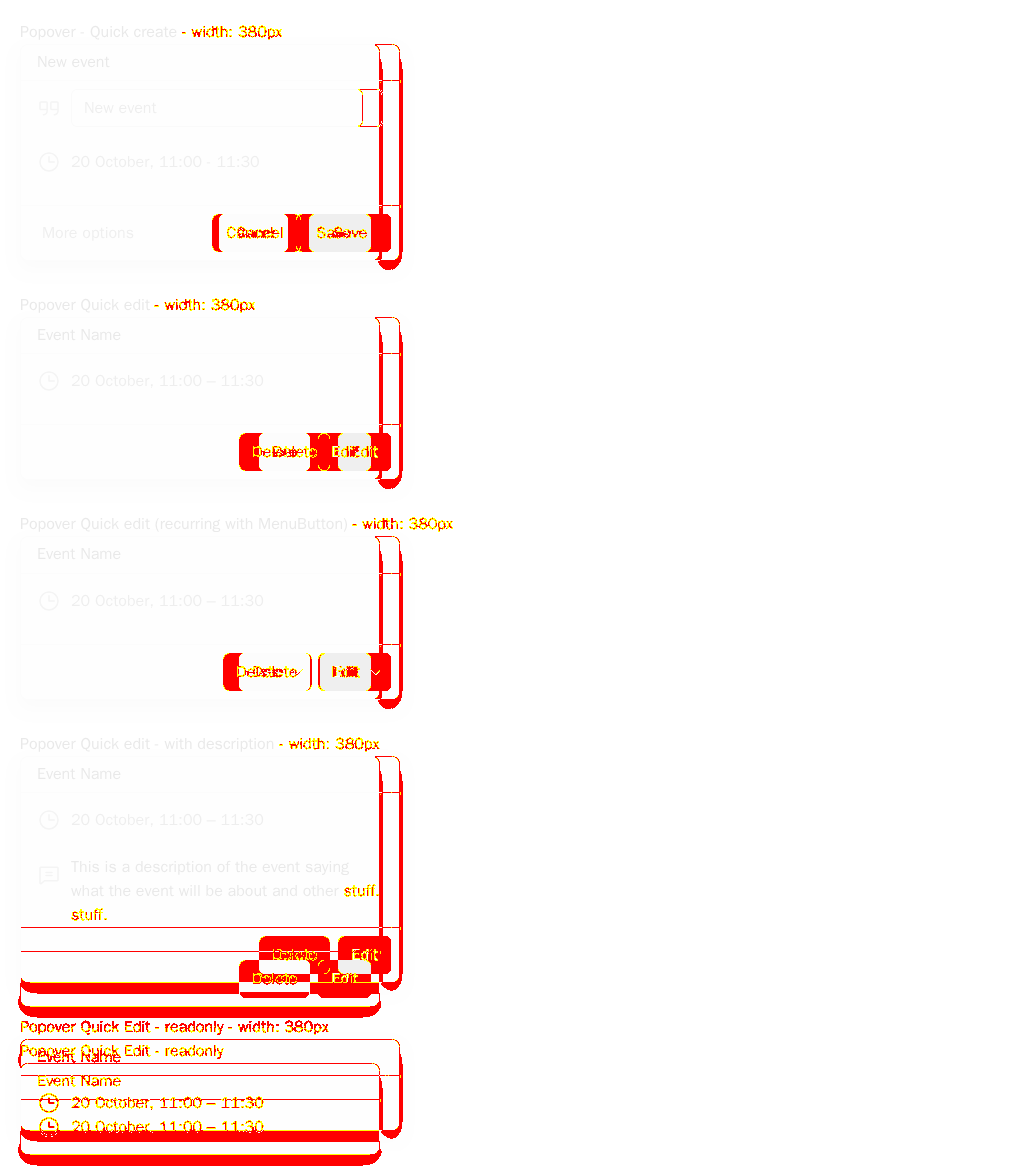 Popover - Quick create - width: 380px
New event
New event
20 October, 11:00 - 11:30
More options Cancel Save
Popover Quick edit - width: 380px
Event Name
20 October, 11:00 – 11:30
Delete Edit
Popover Quick edit (recurring with MenuButton) - width: 380px
Event Name
20 October, 11:00 – 11:30
Delete Edit
Popover Quick edit - with description - width: 380px
Event Name
20 October, 11:00 – 11:30
This is a description of the event saying
what the event will be about and other stuff.
stuff.
Delete Edit
Delete Edit
Popover Quick Edit - readonly - width: 380px
Popover Quick Edit - readonly
Event Name
Event Name
20 October, 11:00 – 11:30
20 October, 11:00 – 11:30